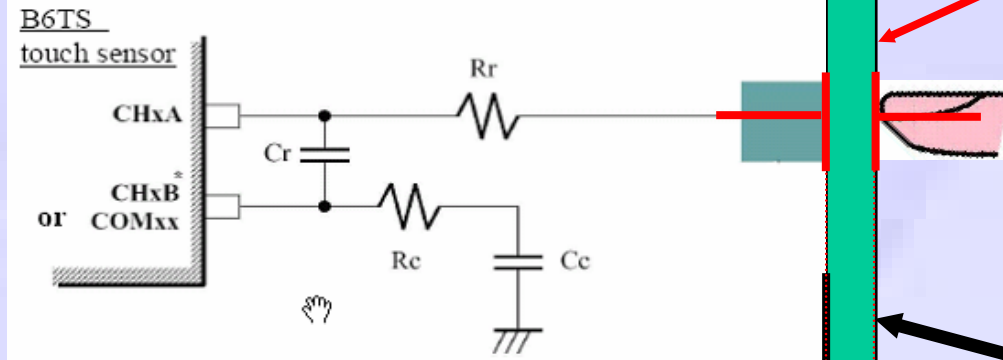 B6TS
touch sensor
Rr
CHxA
Cr
CHxB*
or COMxx
Rc
Cc